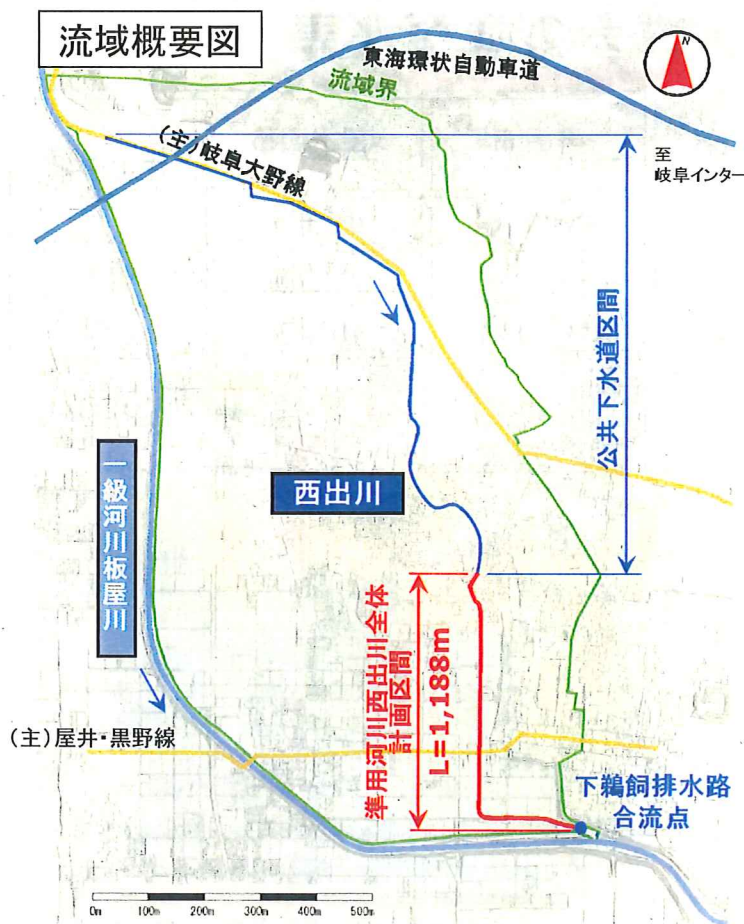 流域概要図
東海環状自動車道
流域界
N
至
岐阜インター
(主)岐阜大野線
公共下水道区間
西出川
一級河川板屋川
準用河川西出川全体
計画区間
L=1,188m
(主)屋井・黒野線
下鵜飼排水路
合流点
0m 100m 200m 300m 400m 500m